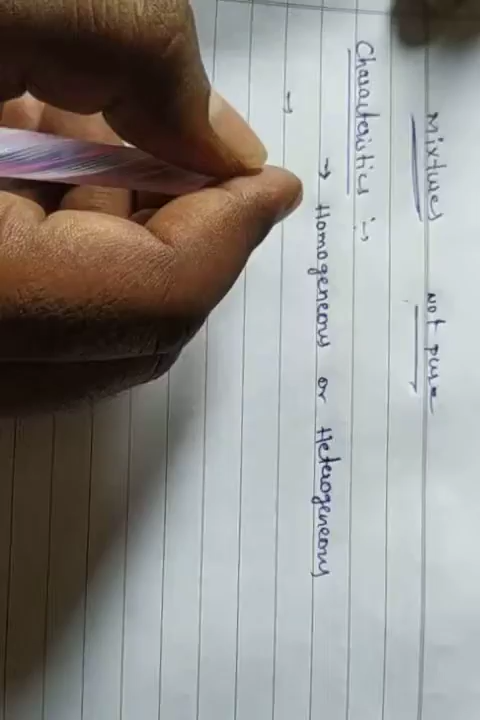 Mixtures not pure
Characteristics :→
→ Homogeneous or Heterogeneous
→